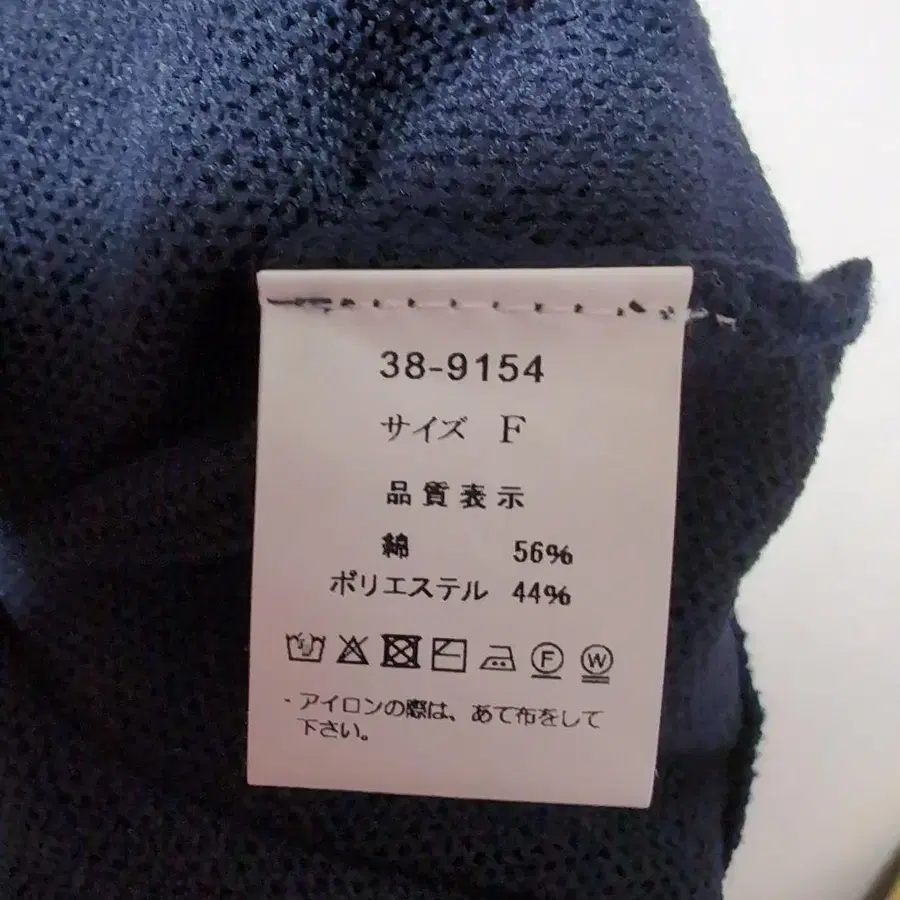 38-9154
サイズ F
品質表示
綿 56%
ポリエステル 44%
F W
・アイロンの際は、あて布をして
下さい。